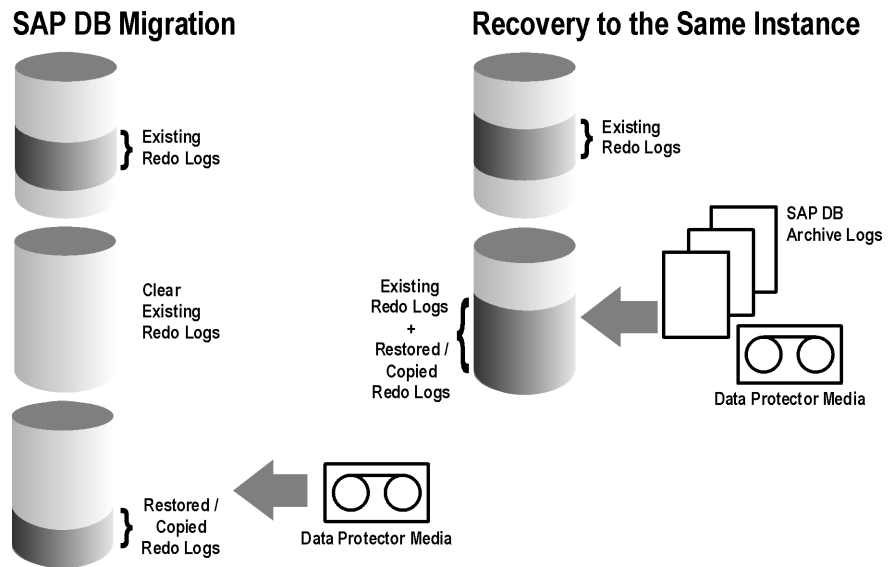 SAP DB Migration
Existing
Redo Logs
Clear
Existing
Redo Logs
Restored /
Copied
Redo Logs
Data Protector Media
Recovery to the Same Instance
Existing
Redo Logs
SAP DB
Archive Logs
Existing
Redo Logs
+
Restored /
Copied
Redo Logs
Data Protector Media